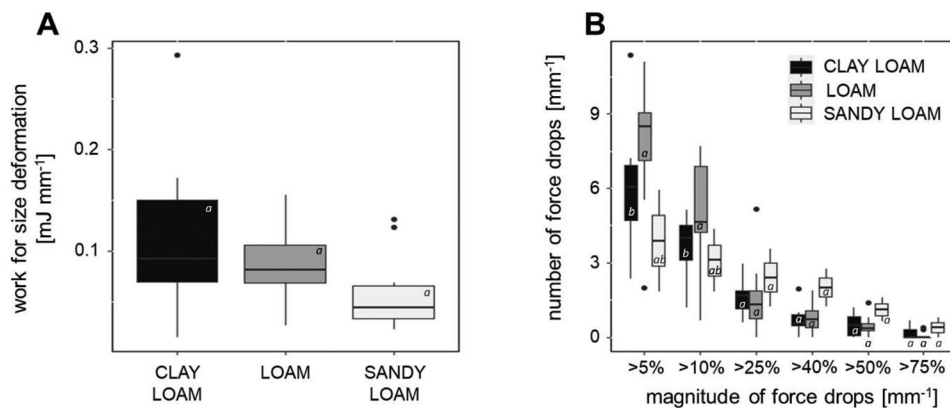 A
work for size deformation
[mJ mm⁻¹]
0.3
0.2
0.1
a
a
a
CLAY
LOAM
LOAM
SANDY
LOAM
B
number of force drops [mm⁻¹]
9
6
3
0
CLAY LOAM
LOAM
SANDY LOAM
b
a
ab
b
a
ab
a
a
a
a
a
a
a
a
a
a
a
a
>5%
>10%
>25%
>40%
>50%
>75%
magnitude of force drops [mm⁻¹]